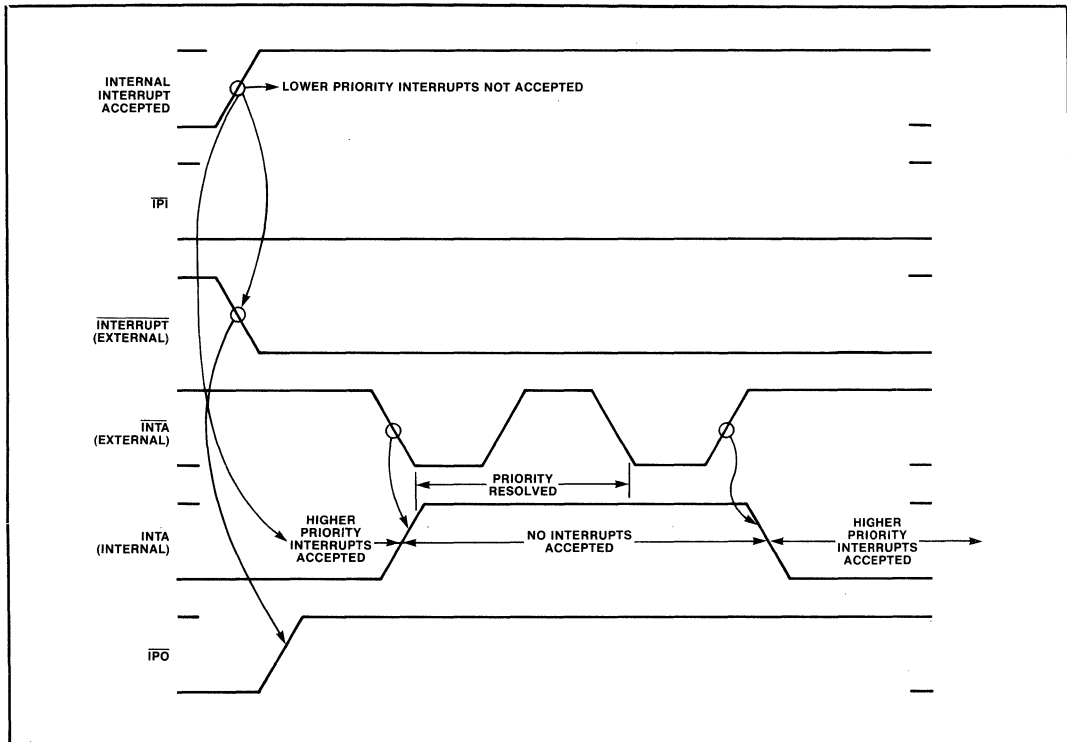 INTERNAL
INTERRUPT
ACCEPTED
LOWER PRIORITY INTERRUPTS NOT ACCEPTED
IPI
INTERRUPT
(EXTERNAL)
INTA
(EXTERNAL)
PRIORITY
RESOLVED
INTA
(INTERNAL)
HIGHER
PRIORITY
INTERRUPTS
ACCEPTED
NO INTERRUPTS
ACCEPTED
HIGHER
PRIORITY
INTERRUPTS
ACCEPTED
IPO